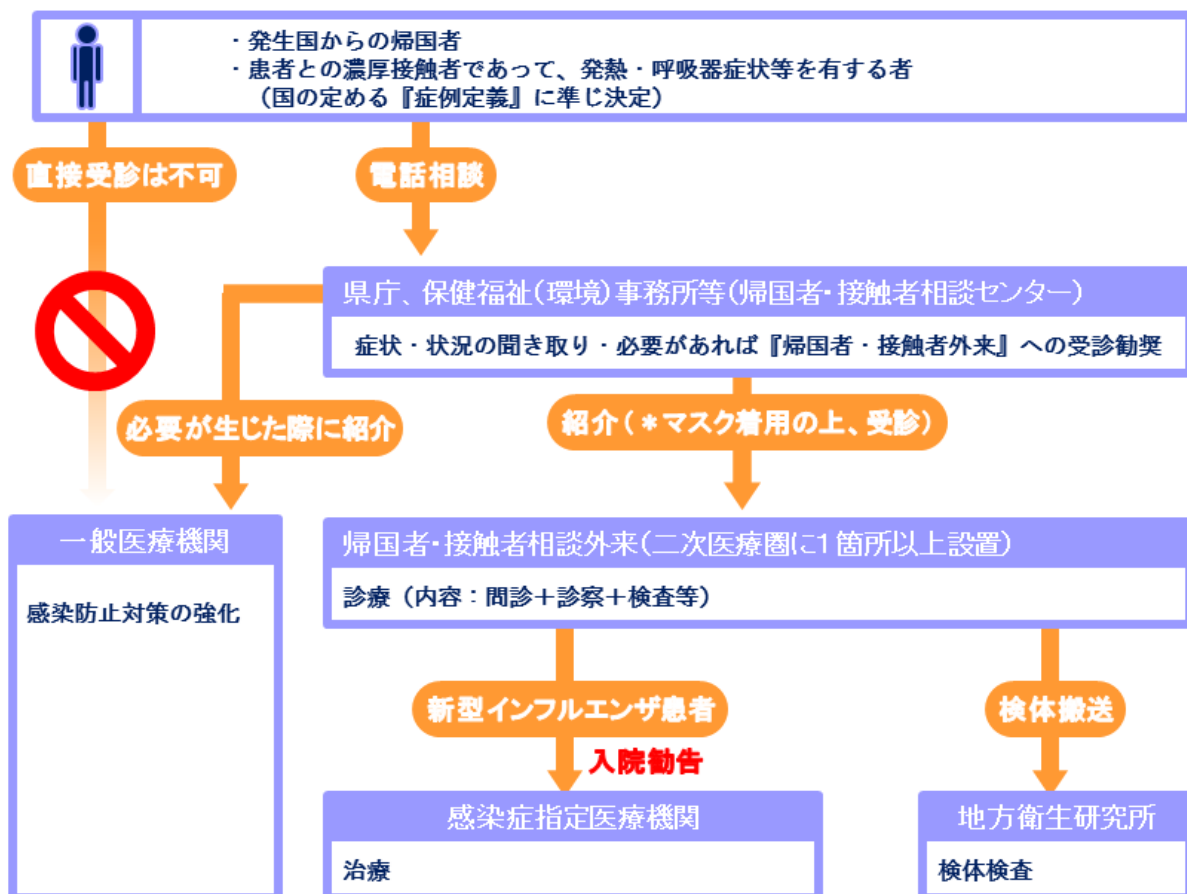 ・発生国からの帰国者
・患者との濃厚接触者であって、発熱・呼吸器症状等を有する者
（国の定める『症例定義』に準じ決定）
直接受診は不可
電話相談
県庁、保健福祉(環境)事務所等(帰国者・接触者相談センター)
症状・状況の聞き取り・必要があれば『帰国者・接触者外来』への受診勧奨
必要が生じた際に紹介
紹介(＊マスク着用の上、受診)
一般医療機関
感染防止対策の強化
帰国者・接触者相談外来(二次医療圏に1箇所以上設置)
診療（内容：問診＋診察＋検査等）
新型インフルエンザ患者
検体搬送
入院勧告
感染症指定医療機関
治療
地方衛生研究所
検体検査